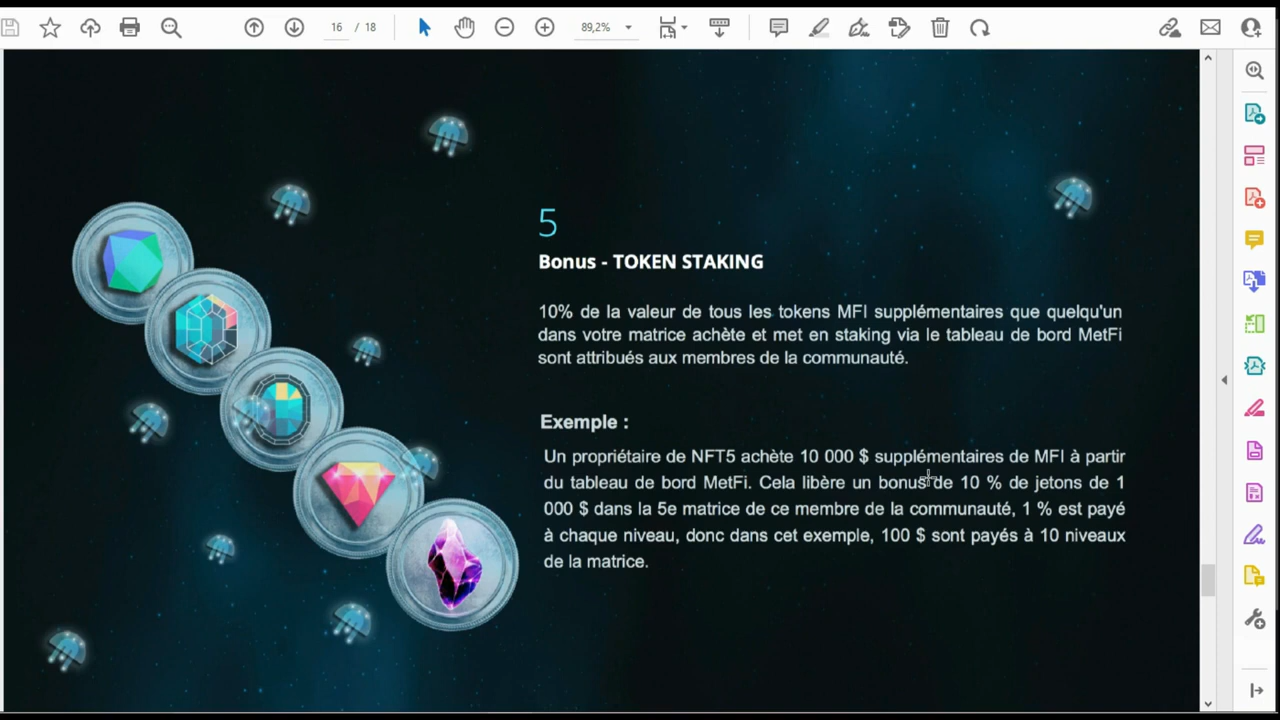 16 / 18
89,2%
5
Bonus - TOKEN STAKING
10% de la valeur de tous les tokens MFI supplémentaires que quelqu'un
dans votre matrice achète et met en staking via le tableau de bord MetFi
sont attribués aux membres de la communauté.
Exemple :
Un propriétaire de NFT5 achète 10 000 $ supplémentaires de MFI à partir
du tableau de bord MetFi. Cela libère un bonus de 10 % de jetons de 1
000 $ dans la 5e matrice de ce membre de la communauté, 1 % est payé
à chaque niveau, donc dans cet exemple, 100 $ sont payés à 10 niveaux
de la matrice.